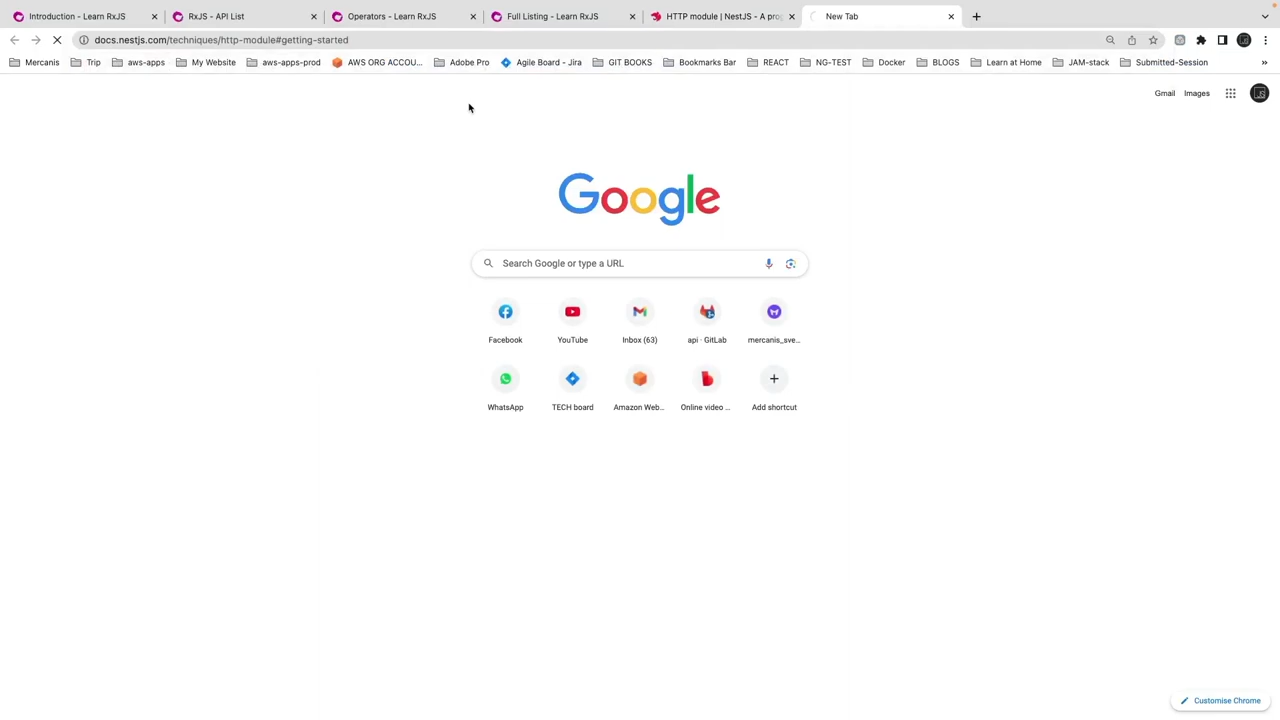 Introduction - Learn RxJS
RxJS - API List
Operators - Learn RxJS
Full Listing - Learn RxJS
HTTP module | NestJS - A pro
New Tab
docs.nestjs.com/techniques/http-module#getting-started
Mercanis Trip aws-apps My Website aws-apps-prod AWS ORG ACCOU... Adobe Pro Agile Board - Jira GIT BOOKS Bookmarks Bar REACT NG-TEST Docker BLOGS Learn at Home JAM-stack Submitted-Session »
Gmail Images
Google
Search Google or type a URL
Facebook YouTube Inbox (63) api · GitLab mercanis_sve...
WhatsApp TECH board Amazon Web... Online video ... Add shortcut
Customise Chrome